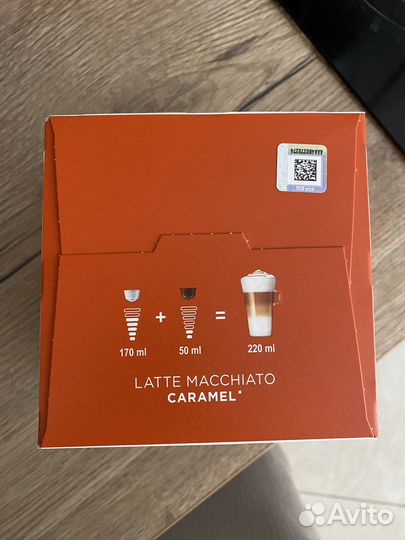 170 ml + 50 ml = 220 ml
LATTE MACCHIATO
CARAMEL*
Avito